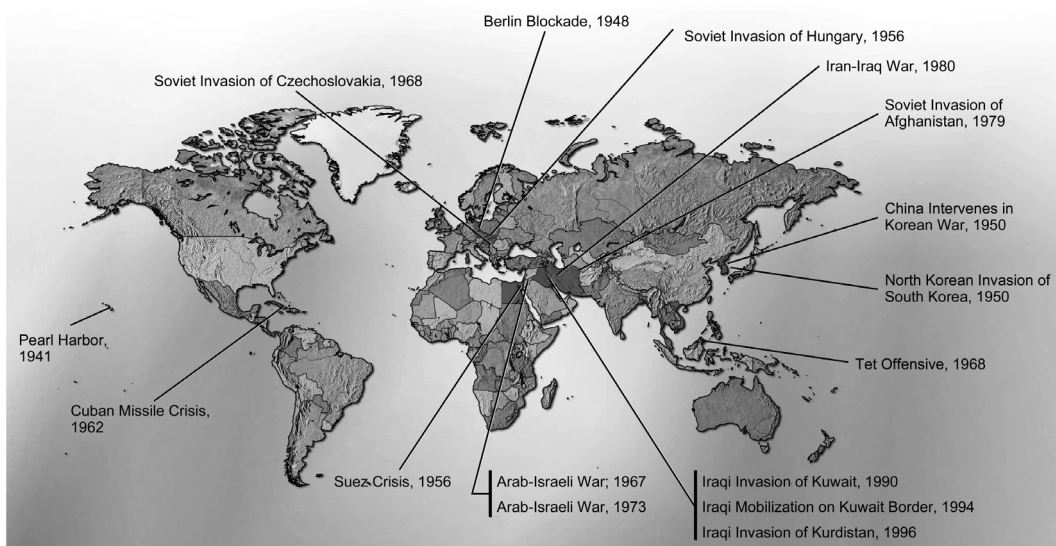 Berlin Blockade, 1948
Soviet Invasion of Hungary, 1956
Iran-Iraq War, 1980
Soviet Invasion of Czechoslovakia, 1968
Soviet Invasion of
Afghanistan, 1979
China Intervenes in
Korean War, 1950
North Korean Invasion of
South Korea, 1950
Pearl Harbor,
1941
Tet Offensive, 1968
Cuban Missile Crisis,
1962
Suez Crisis, 1956
Arab-Israeli War; 1967
Arab-Israeli War, 1973
Iraqi Invasion of Kuwait, 1990
Iraqi Mobilization on Kuwait Border, 1994
Iraqi Invasion of Kurdistan, 1996